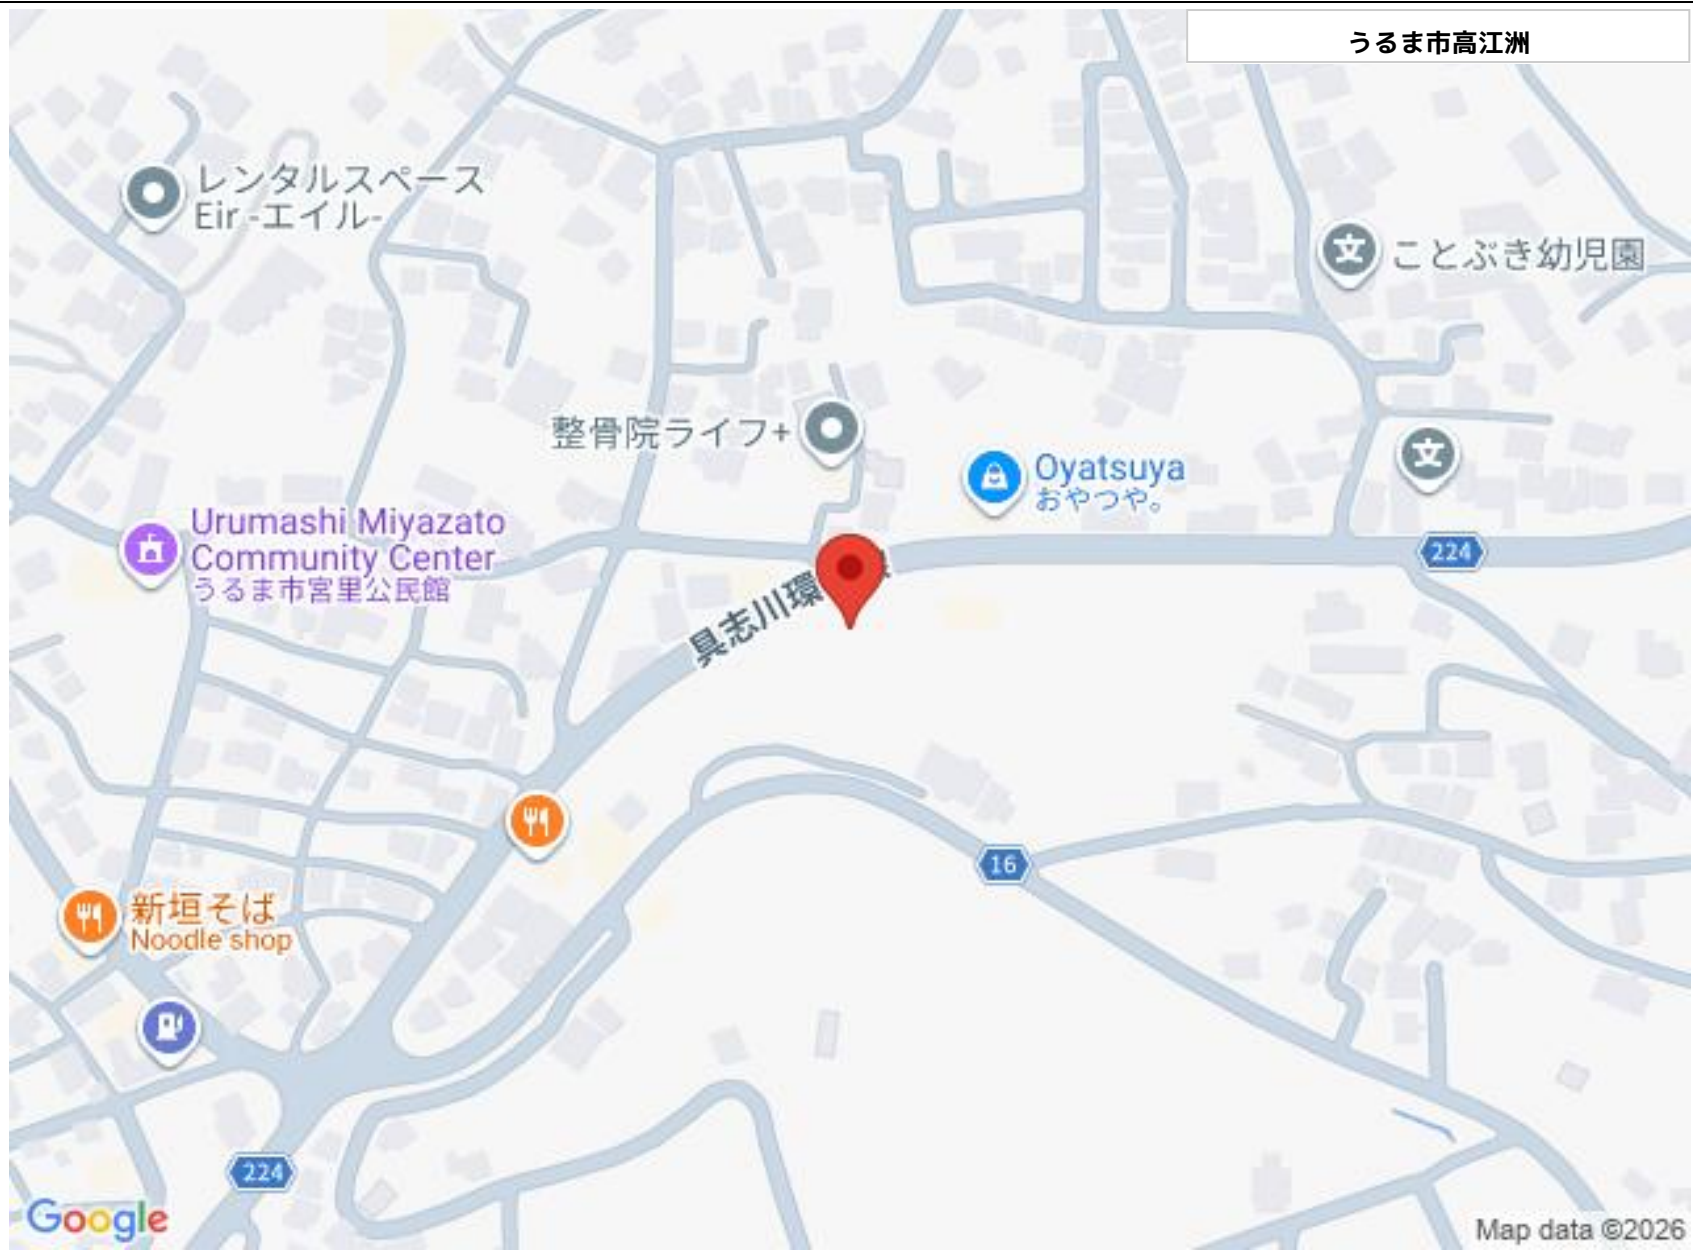 うるま市高江洲
レンタルスペース
Eir -エイル-
ことぶき幼児園
整骨院ライフ+
Oyatsuya
おやつや。
Urumashi Miyazato
Community Center
うるま市宮里公民館
224
具志川環
16
新垣そば
Noodle shop
224
Google
Map data ©2026